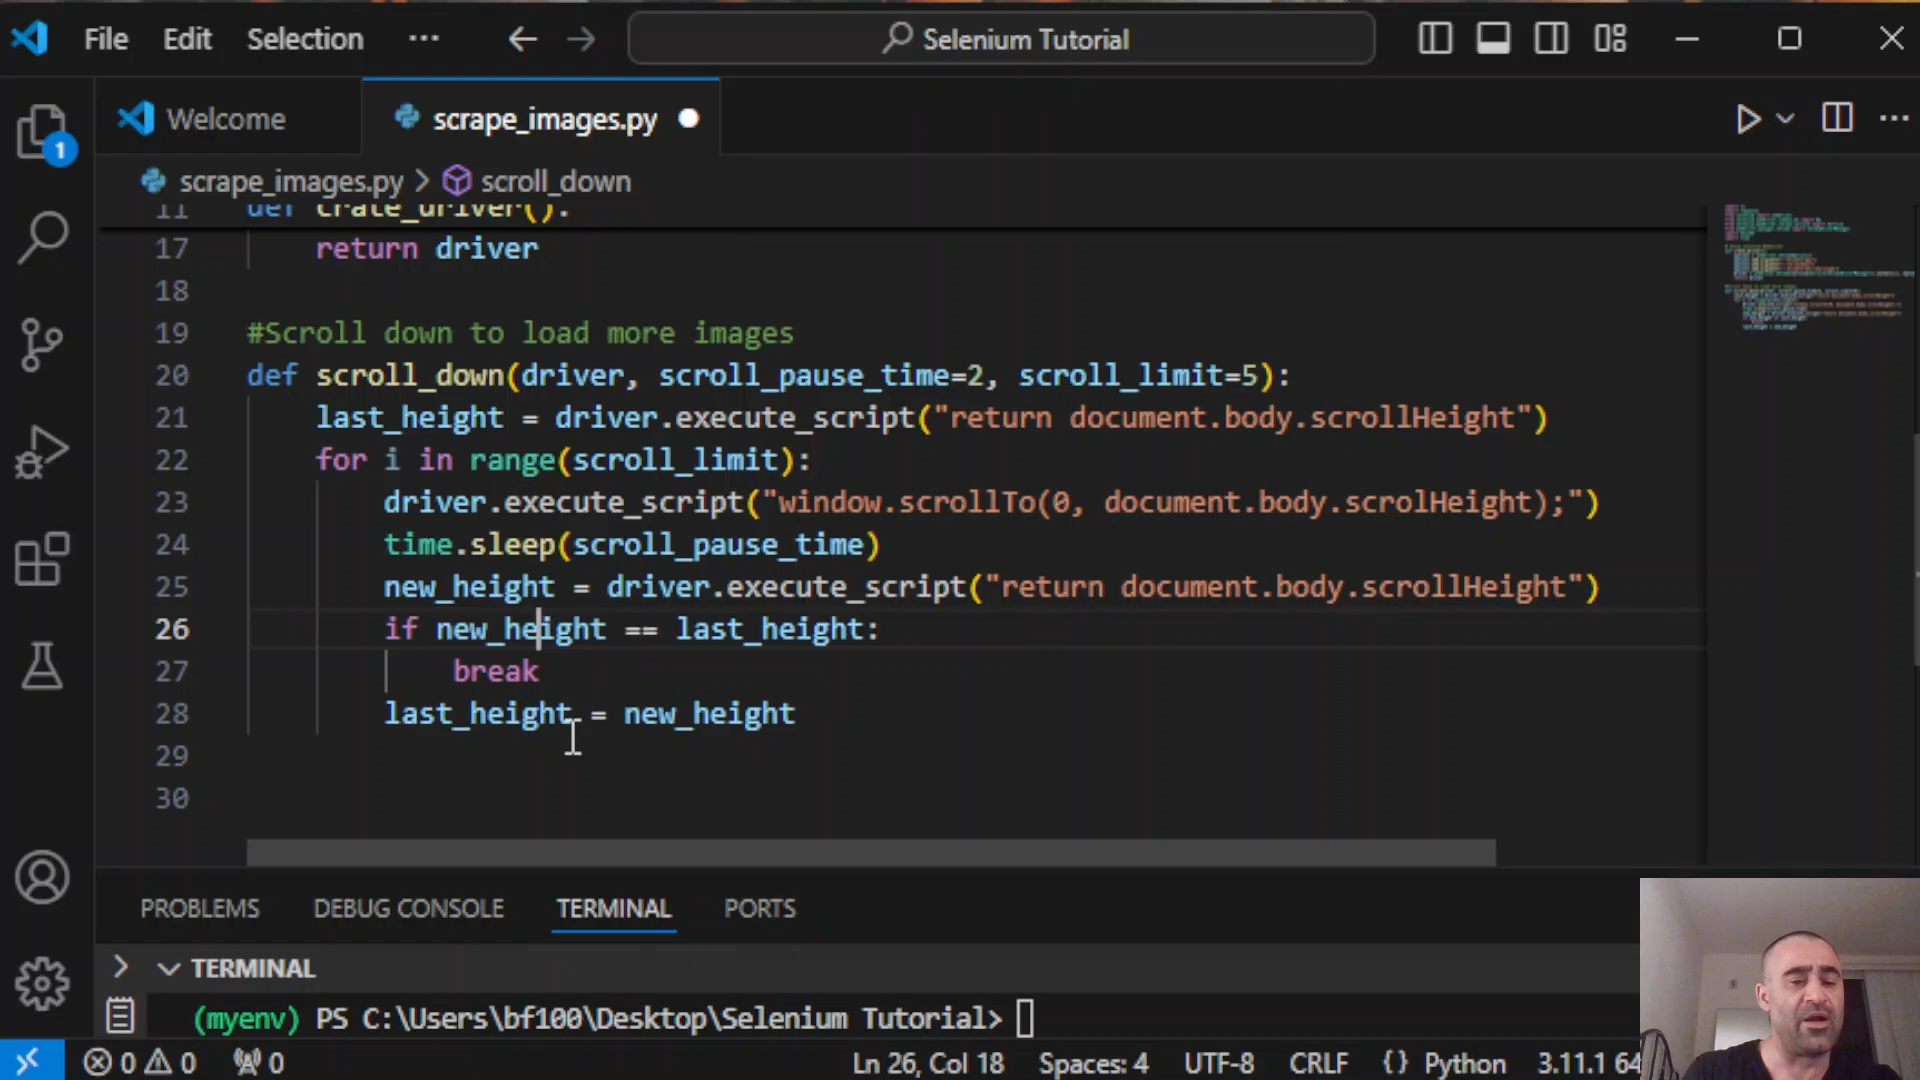 File Edit Selection ··· Selenium Tutorial
1
Welcome scrape_images.py
scrape_images.py > scroll_down
11 def crate_driver():
17 return driver
18
19 #Scroll down to load more images
20 def scroll_down(driver, scroll_pause_time=2, scroll_limit=5):
21 last_height = driver.execute_script("return document.body.scrollHeight")
22 for i in range(scroll_limit):
23 driver.execute_script("window.scrollTo(0, document.body.scrolHeight);")
24 time.sleep(scroll_pause_time)
25 new_height = driver.execute_script("return document.body.scrollHeight")
26 if new_height == last_height:
27 break
28 last_height = new_height
29
30
PROBLEMS DEBUG CONSOLE TERMINAL PORTS
TERMINAL
(myenv) PS C:\Users\bf100\Desktop\Selenium Tutorial>
0 0 0 Ln 26, Col 18 Spaces: 4 UTF-8 CRLF {} Python 3.11.1 64